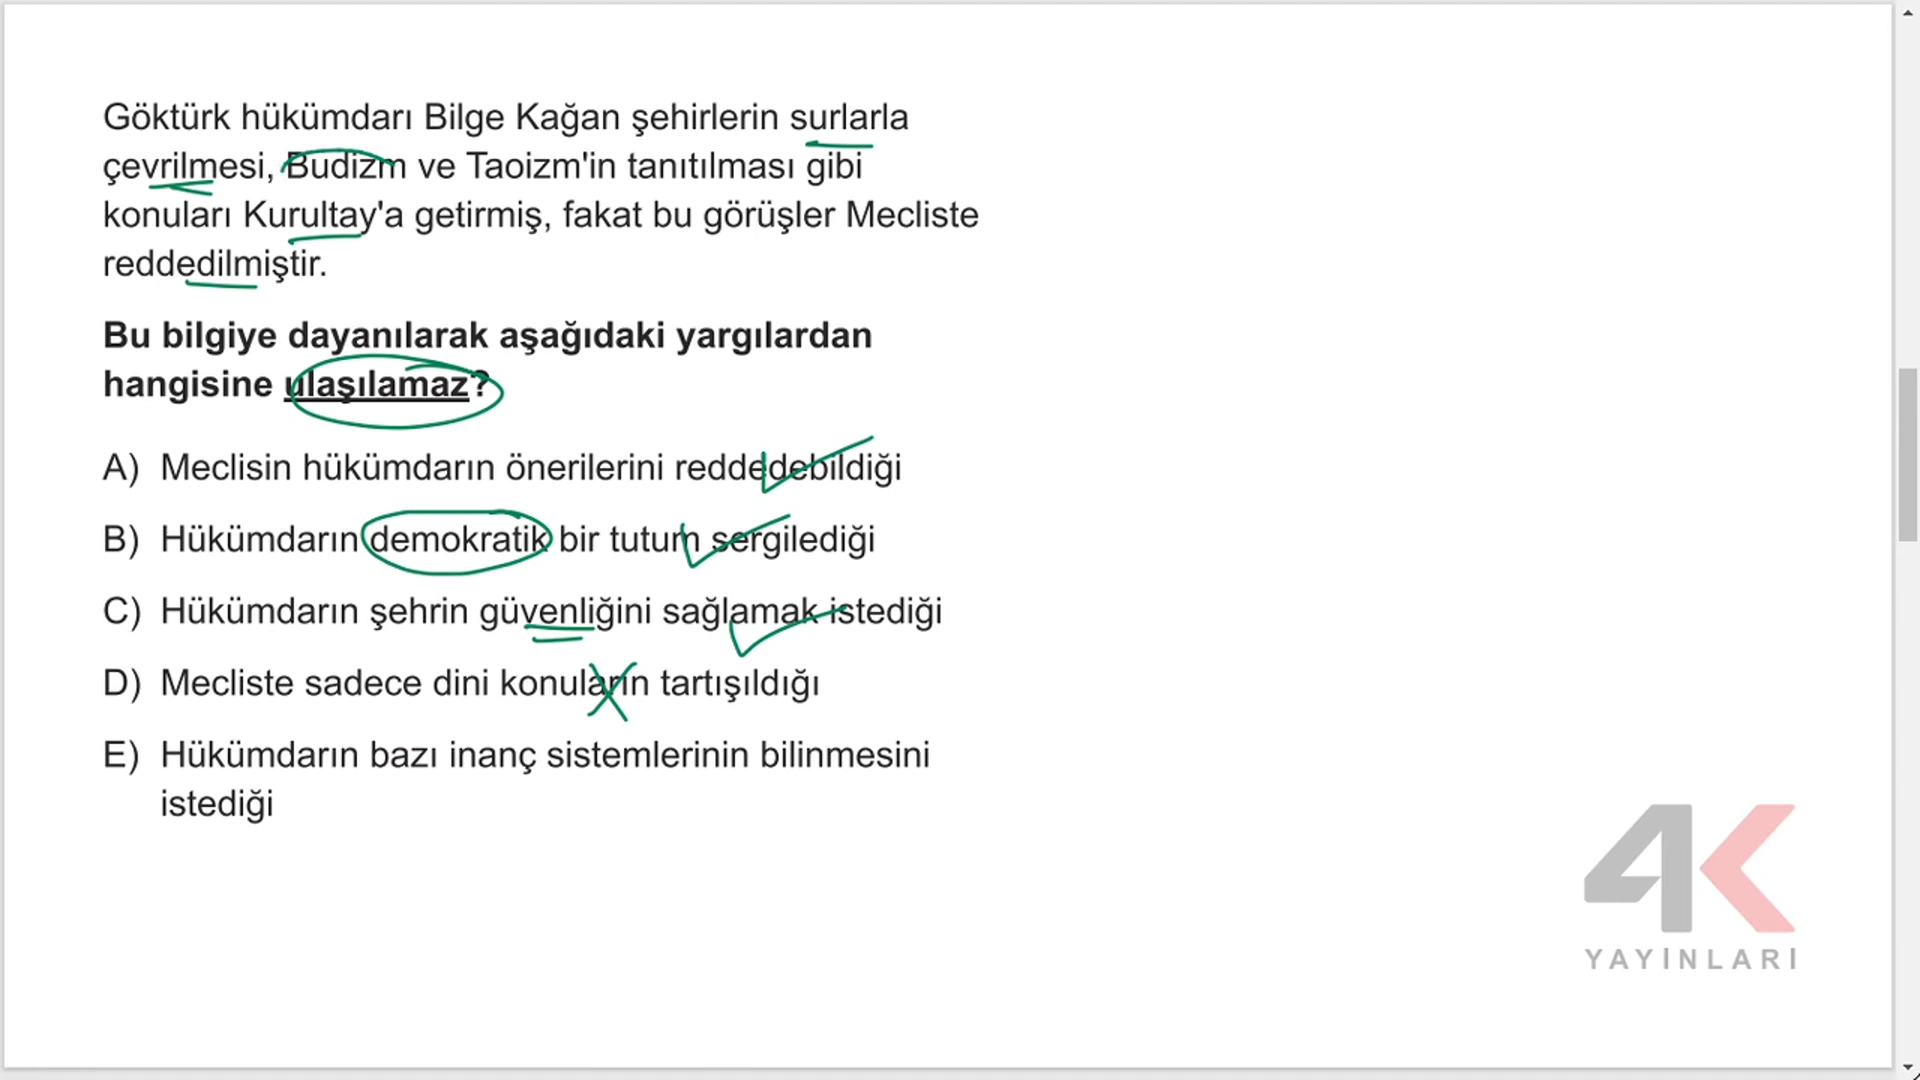 Göktürk hükümdarı Bilge Kağan şehirlerin surlarla
çevrilmesi, Budizm ve Taoizm'in tanıtılması gibi
konuları Kurultay'a getirmiş, fakat bu görüşler Mecliste
reddedilmiştir.
Bu bilgiye dayanılarak aşağıdaki yargılardan
hangisine ulaşılamaz?
A) Meclisin hükümdarın önerilerini reddedebildiği
B) Hükümdarın demokratik bir tutum sergilediği
C) Hükümdarın şehrin güvenliğini sağlamak istediği
D) Mecliste sadece dini konuların tartışıldığı
E) Hükümdarın bazı inanç sistemlerinin bilinmesini
istediği
4K
YAYİNLARİ